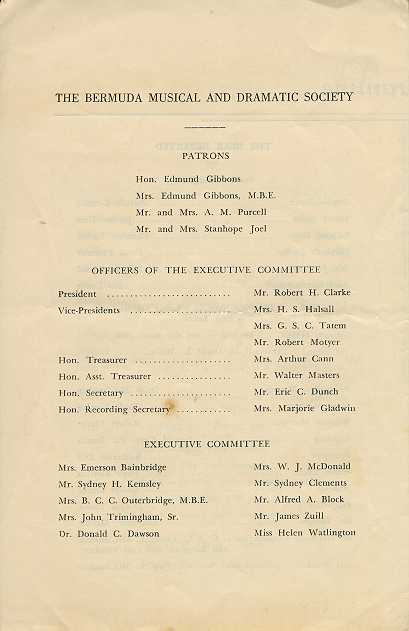 THE BERMUDA MUSICAL AND DRAMATIC SOCIETY
PATRONS
Hon. Edmund Gibbons
Mrs. Edmund Gibbons, M.B.E.
Mr. and Mrs. A. M. Purcell
Mr. and Mrs. Stanhope Joel
OFFICERS OF THE EXECUTIVE COMMITTEE
President .......................... Mr. Robert H. Clarke
Vice-Presidents ..................... Mrs. H. S. Halsall
Mrs. G. S. C. Tatem
Mr. Robert Motyer
Hon. Treasurer .................... Mrs. Arthur Cann
Hon. Asst. Treasurer ............... Mr. Walter Masters
Hon. Secretary ..................... Mr. Eric C. Dunch
Hon. Recording Secretary ........... Mrs. Marjorie Gladwin
EXECUTIVE COMMITTEE
Mrs. Emerson Bainbridge Mrs. W. J. McDonald
Mr. Sydney H. Kemsley Mr. Sydney Clements
Mrs. B. C. C. Outerbridge, M.B.E. Mr. Alfred A. Block
Mrs. John Trimingham, Sr. Mr. James Zuill
Dr. Donald C. Dawson Miss Helen Watlington